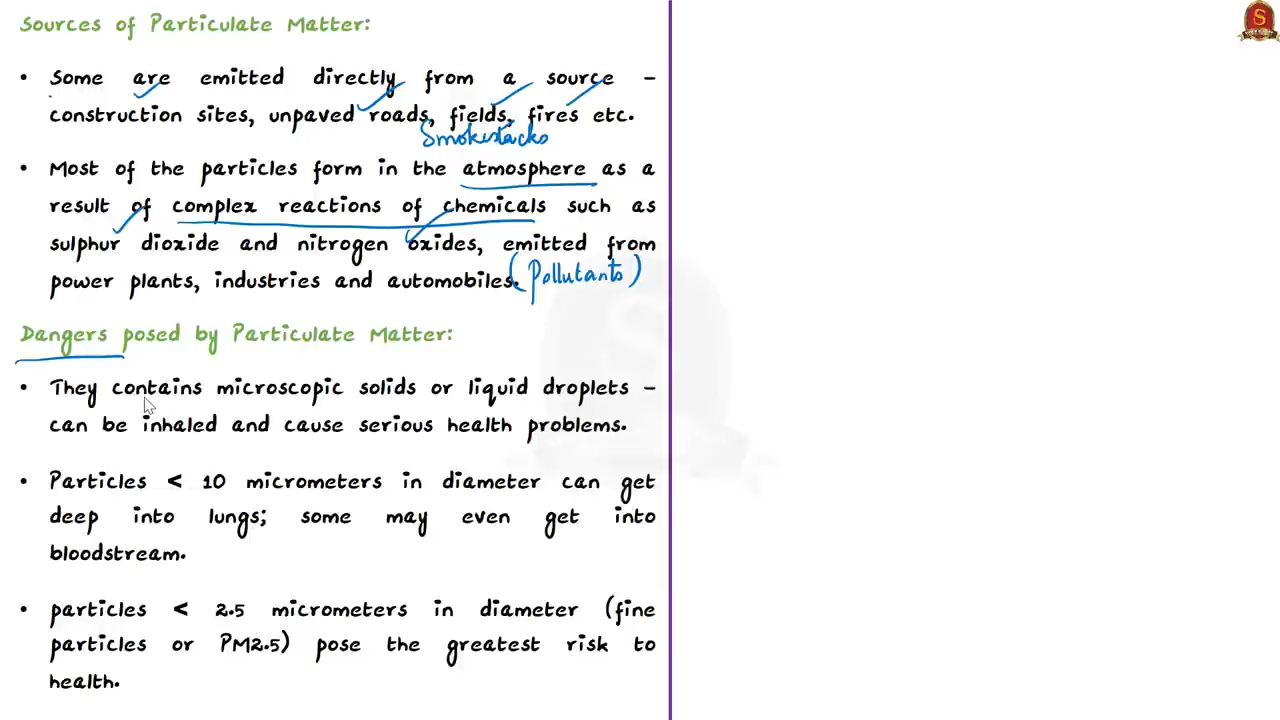 Sources of Particulate Matter:
• Some are emitted directly from a source –
construction sites, unpaved roads, fields, fires etc.
Smokestacks
• Most of the particles form in the atmosphere as a
result of complex reactions of chemicals such as
sulphur dioxide and nitrogen oxides, emitted from
power plants, industries and automobiles. (Pollutants)
Dangers posed by Particulate Matter:
• They contains microscopic solids or liquid droplets –
can be inhaled and cause serious health problems.
• Particles < 10 micrometers in diameter can get
deep into lungs; some may even get into
bloodstream.
• particles < 2.5 micrometers in diameter (fine
particles or PM2.5) pose the greatest risk to
health.
S